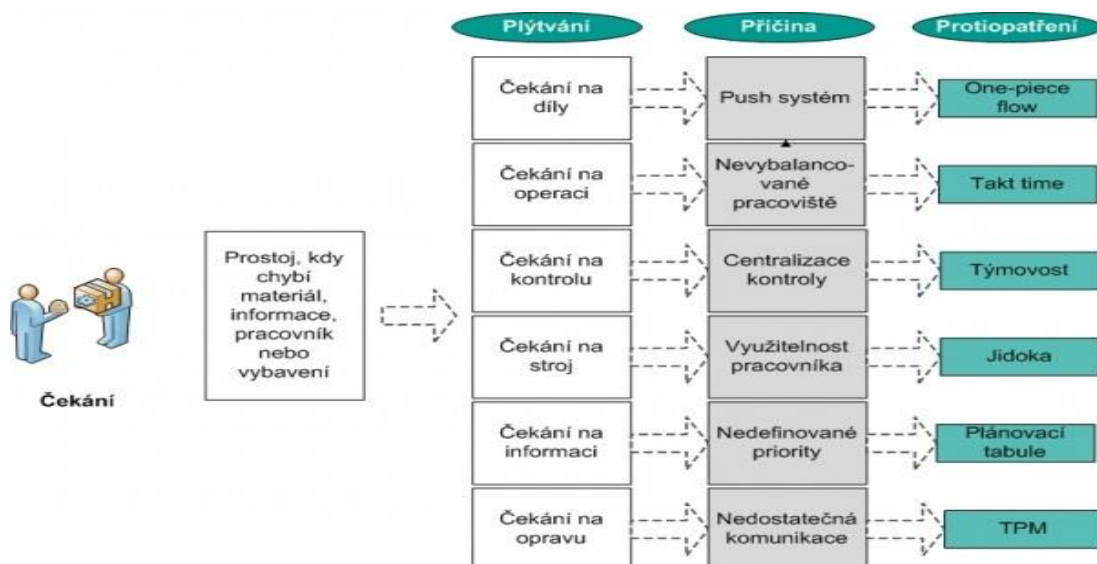 Plýtvání
Příčina
Protiopatření
Čekání na
díly
Push systém
One-piece
flow
Čekání na
operaci
Nevybalanco-
vané
pracoviště
Takt time
Prostoj, kdy
chybí
materiál,
informace,
pracovník
nebo
vybavení
Čekání
Čekání na
kontrolu
Centralizace
kontroly
Týmovost
Čekání na
stroj
Využitelnost
pracovníka
Jidoka
Čekání na
informaci
Nedefinované
priority
Plánovací
tabule
Čekání na
opravu
Nedostatečná
komunikace
TPM